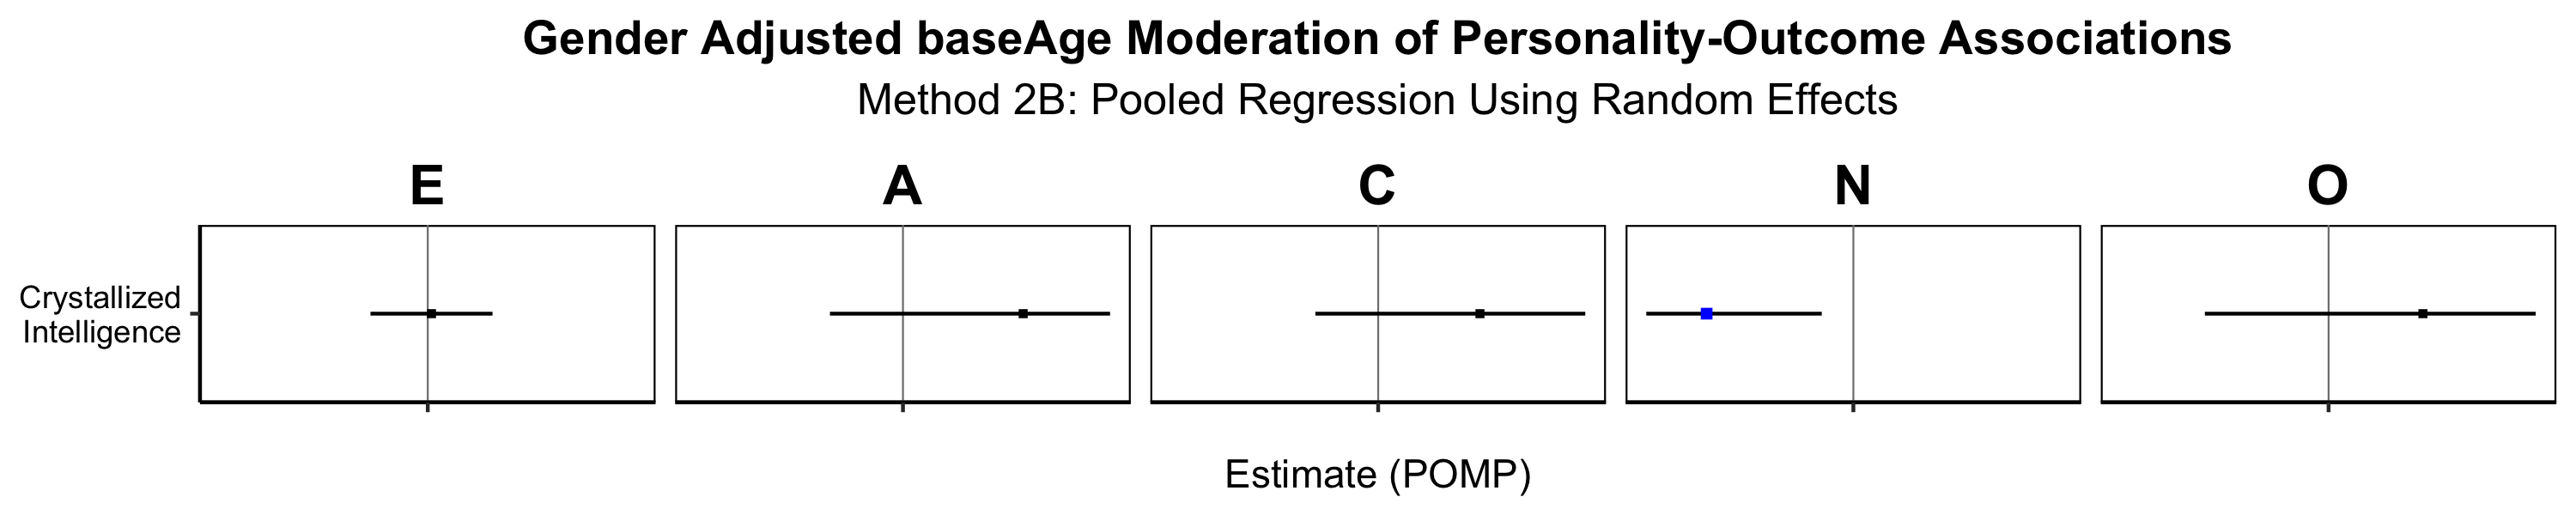 Gender Adjusted baseAge Moderation of Personality-Outcome Associations
Method 2B: Pooled Regression Using Random Effects
E
A
C
N
O
Crystallized
Intelligence
Estimate (POMP)